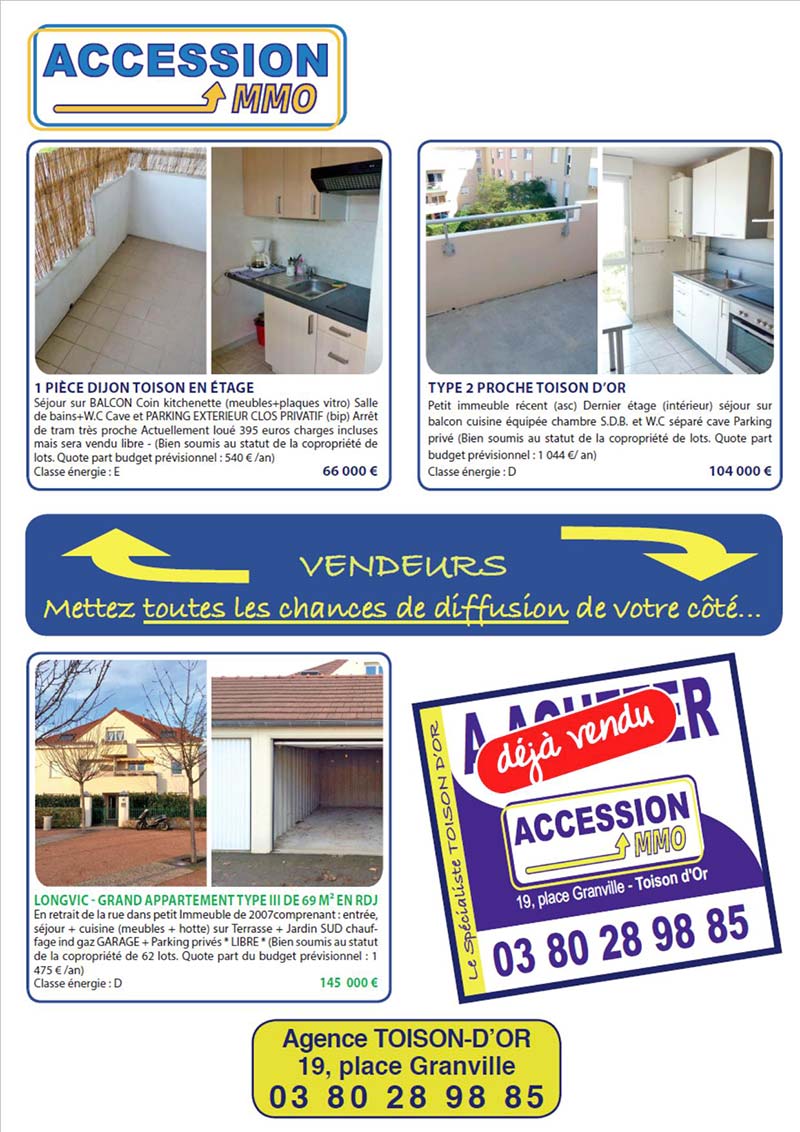 ACCESSION
MMO
1 PIÈCE DIJON TOISON EN ÉTAGE
Séjour sur BALCON Coin kitchenette (meubles+plaques vitro) Salle
de bains+W.C Cave et PARKING EXTERIEUR CLOS PRIVATIF (bip) Arrêt
de tram très proche Actuellement loué 395 euros charges incluses
mais sera vendu libre - (Bien soumis au statut de la copropriété de
lots. Quote part budget prévisionnel : 540 € /an)
Classe énergie : E 66 000 €
TYPE 2 PROCHE TOISON D'OR
Petit immeuble récent (asc) Dernier étage (intérieur) séjour sur
balcon cuisine équipée chambre S.D.B. et W.C séparé cave Parking
privé (Bien soumis au statut de la copropriété de lots. Quote part
budget prévisionnel : 1 044€/ an)
Classe énergie : D 104 000 €
VENDEURS
Mettez toutes les chances de diffusion de votre côté...
LONGVIC - GRAND APPARTEMENT TYPE III DE 69 M² EN RDJ
En retrait de la rue dans petit Immeuble de 2007comprenant : entrée,
séjour + cuisine (meubles + hotte) sur Terrasse + Jardin SUD chauf-
fage ind gaz GARAGE + Parking privés * LIBRE * (Bien soumis au statut
de la copropriété de 62 lots. Quote part du budget prévisionnel : 1
475 € /an)
Classe énergie : D 145 000 €
Le Spécialiste TOISON D'OR
A ACHETER
déjà vendu
ACCESSION
MMO
19, place Granville - Toison d'Or
03 80 28 98 85
Agence TOISON-D'OR
19, place Granville
03 80 28 98 85